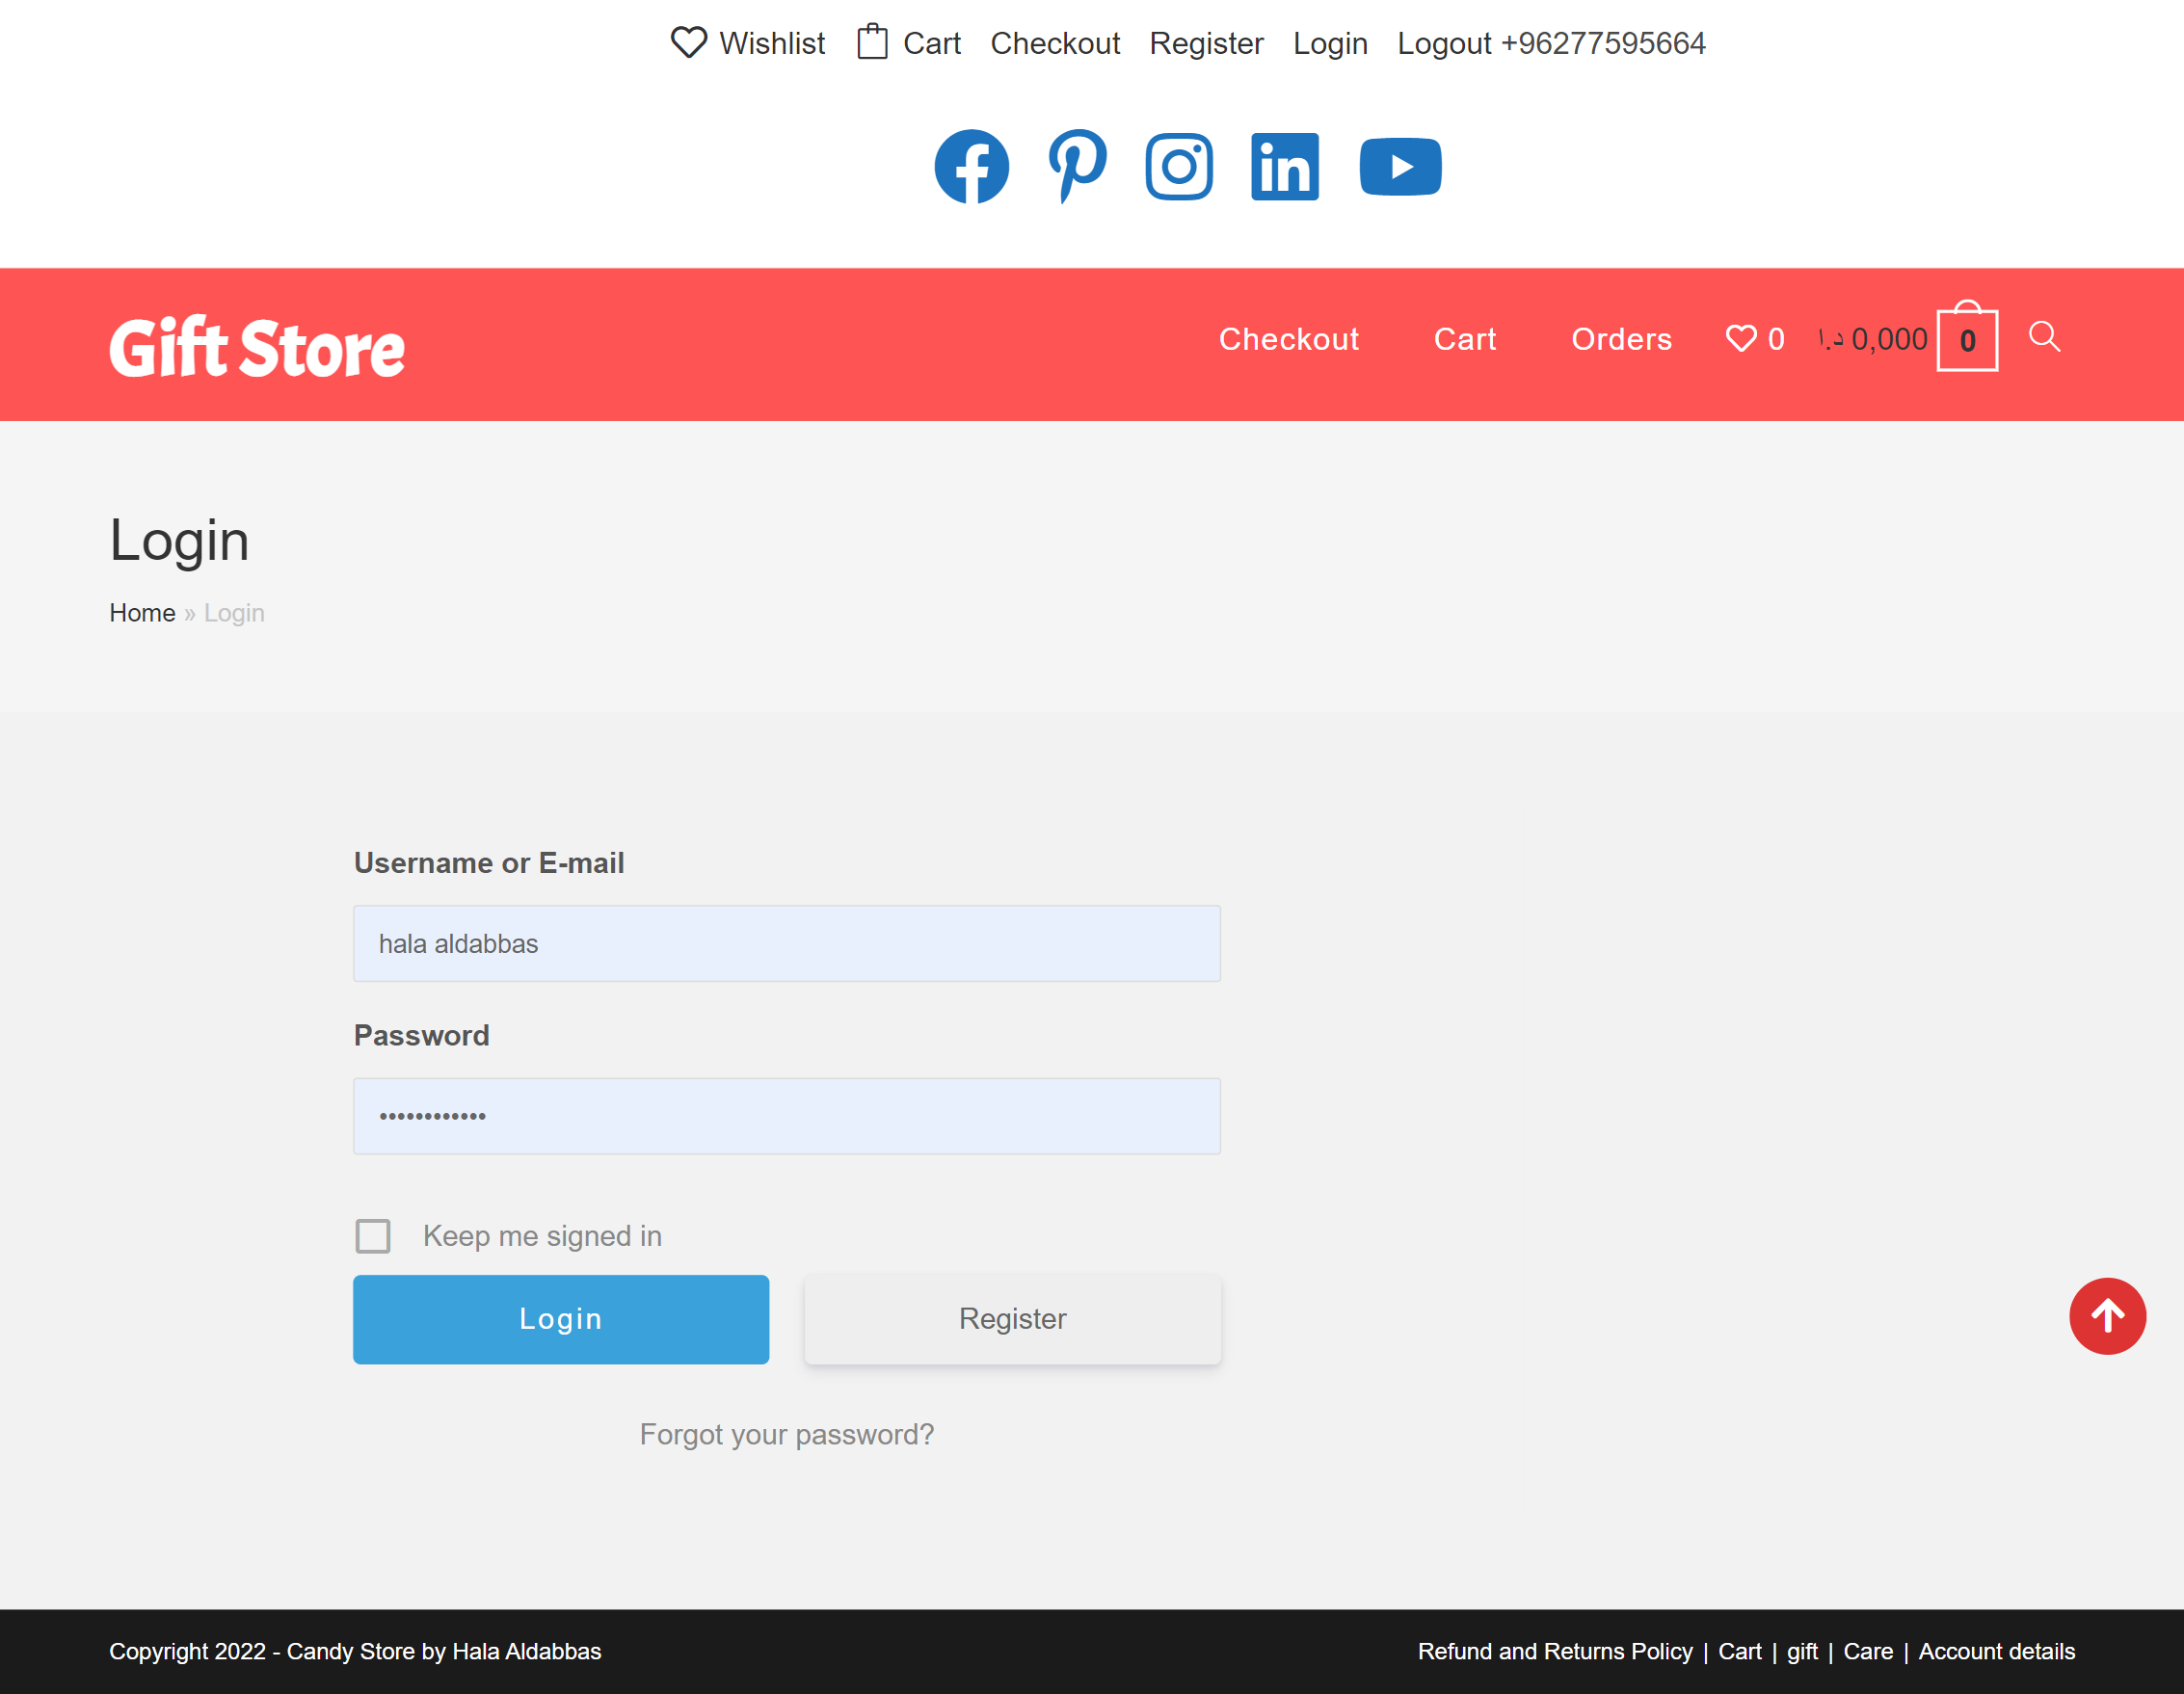 Wishlist Cart Checkout Register Login Logout +96277595664
Gift Store
Checkout Cart Orders 0 د.ا 0,000 0
Login
Home » Login
Username or E-mail
hala aldabbas
Password
••••••••••••
Keep me signed in
Login Register
Forgot your password?
Copyright 2022 - Candy Store by Hala Aldabbas
Refund and Returns Policy | Cart | gift | Care | Account details